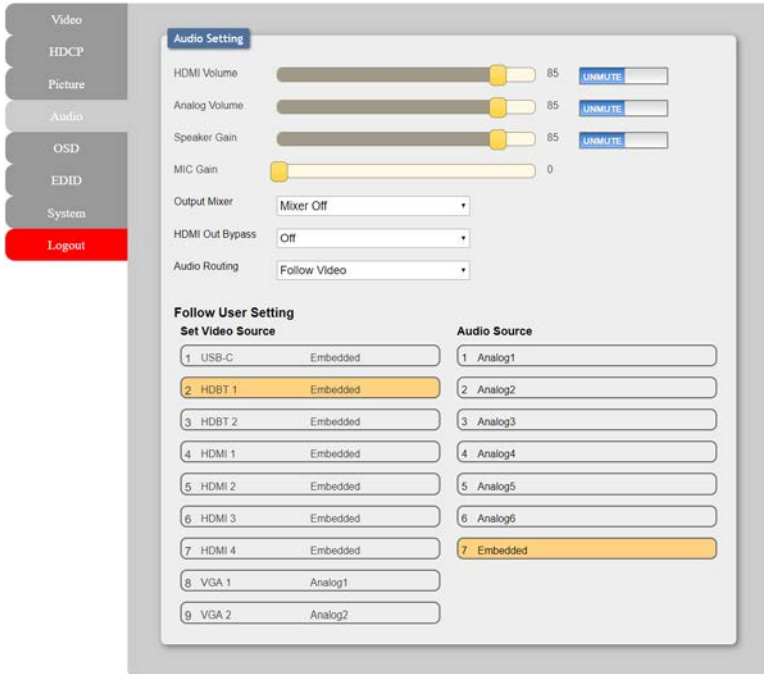 Video
HDCP
Picture
Audio
OSD
EDID
System
Logout
Audio Setting
HDMI Volume 85 UNMUTE
Analog Volume 85 UNMUTE
Speaker Gain 85 UNMUTE
MIC Gain 0
Output Mixer Mixer Off
HDMI Out Bypass Off
Audio Routing Follow Video
Follow User Setting
Set Video Source Audio Source
1 USB-C Embedded 1 Analog1
2 HDBT 1 Embedded 2 Analog2
3 HDBT 2 Embedded 3 Analog3
4 HDMI 1 Embedded 4 Analog4
5 HDMI 2 Embedded 5 Analog5
6 HDMI 3 Embedded 6 Analog6
7 HDMI 4 Embedded 7 Embedded
8 VGA 1 Analog1
9 VGA 2 Analog2